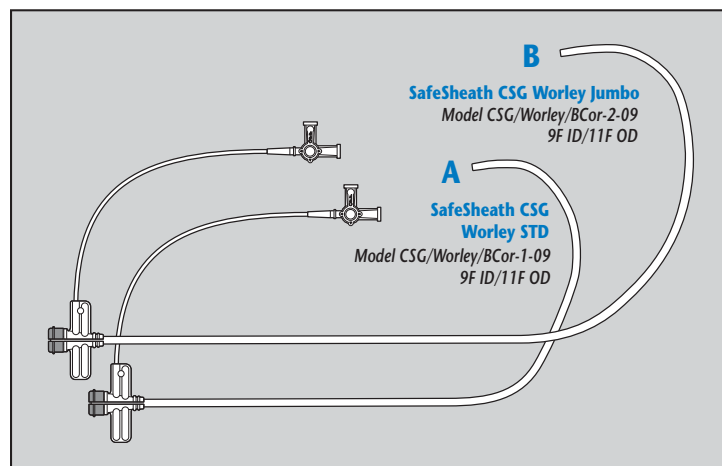 B
SafeSheath CSG Worley Jumbo
Model CSG/Worley/BCor-2-09
9F ID/11F OD
A
SafeSheath CSG
Worley STD
Model CSG/Worley/BCor-1-09
9F ID/11F OD